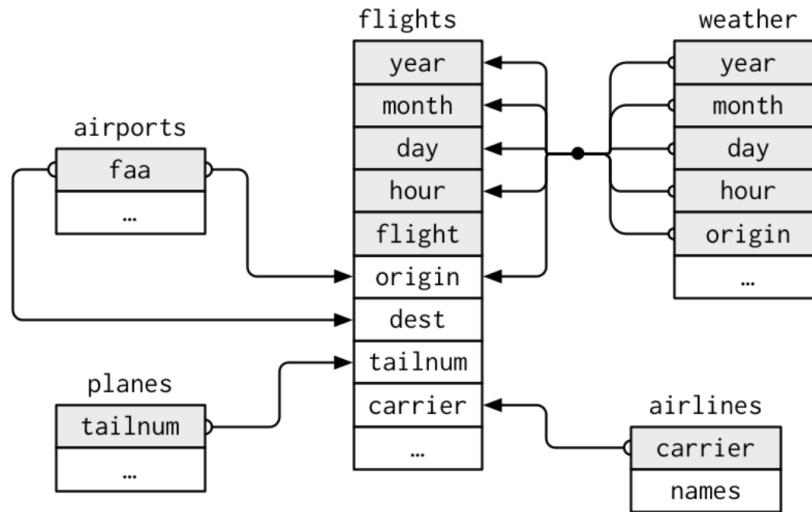 flights
year
month
day
hour
flight
origin
dest
tailnum
carrier
…
weather
year
month
day
hour
origin
…
airports
faa
…
planes
tailnum
…
airlines
carrier
names